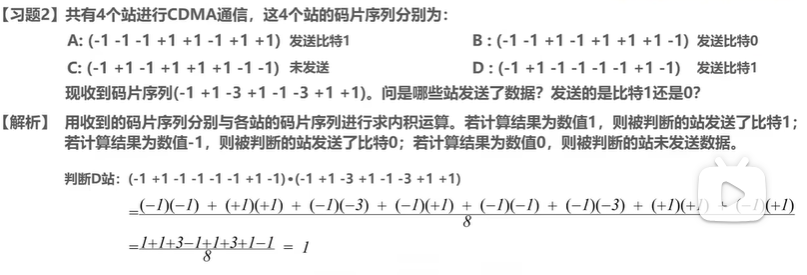 【习题2】共有4个站进行CDMA通信，这4个站的码片序列分别为：
A: (-1 -1 -1 +1 +1 -1 +1 +1) 发送比特1 B : (-1 -1 +1 -1 +1 +1 +1 -1) 发送比特0
C: (-1 +1 -1 +1 +1 +1 -1 -1) 未发送 D : (-1 +1 -1 -1 -1 -1 +1 -1) 发送比特1
现收到码片序列(-1 +1 -3 +1 -1 -3 +1 +1)。问是哪些站发送了数据？发送的是比特1还是0？
【解析】 用收到的码片序列分别与各站的码片序列进行求内积运算。若计算结果为数值1，则被判断的站发送了比特1；
若计算结果为数值-1，则被判断的站发送了比特0；若计算结果为数值0，则被判断的站未发送数据。
判断D站：(-1 +1 -1 -1 -1 -1 +1 -1)•(-1 +1 -3 +1 -1 -3 +1 +1)
=(-1)(-1) + (+1)(+1) + (-1)(-3) + (-1)(+1) + (-1)(-1) + (-1)(-3) + (+1)(+1) + (-1)(+1)
8
=1+1+3-1+1+3+1-1 = 1
8